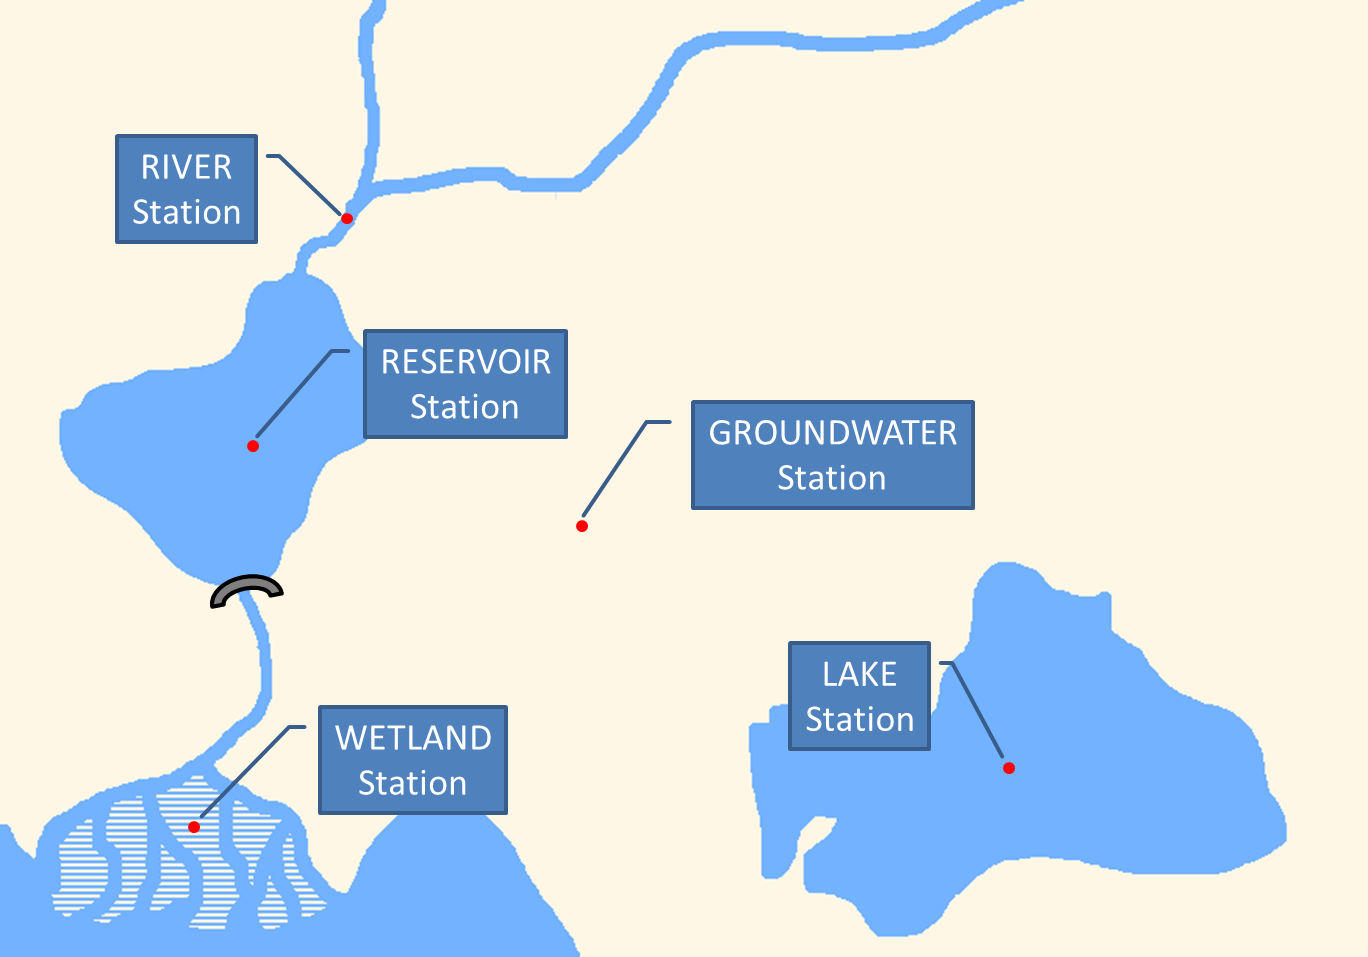 RIVER
Station
RESERVOIR
Station
GROUNDWATER
Station
LAKE
Station
WETLAND
Station